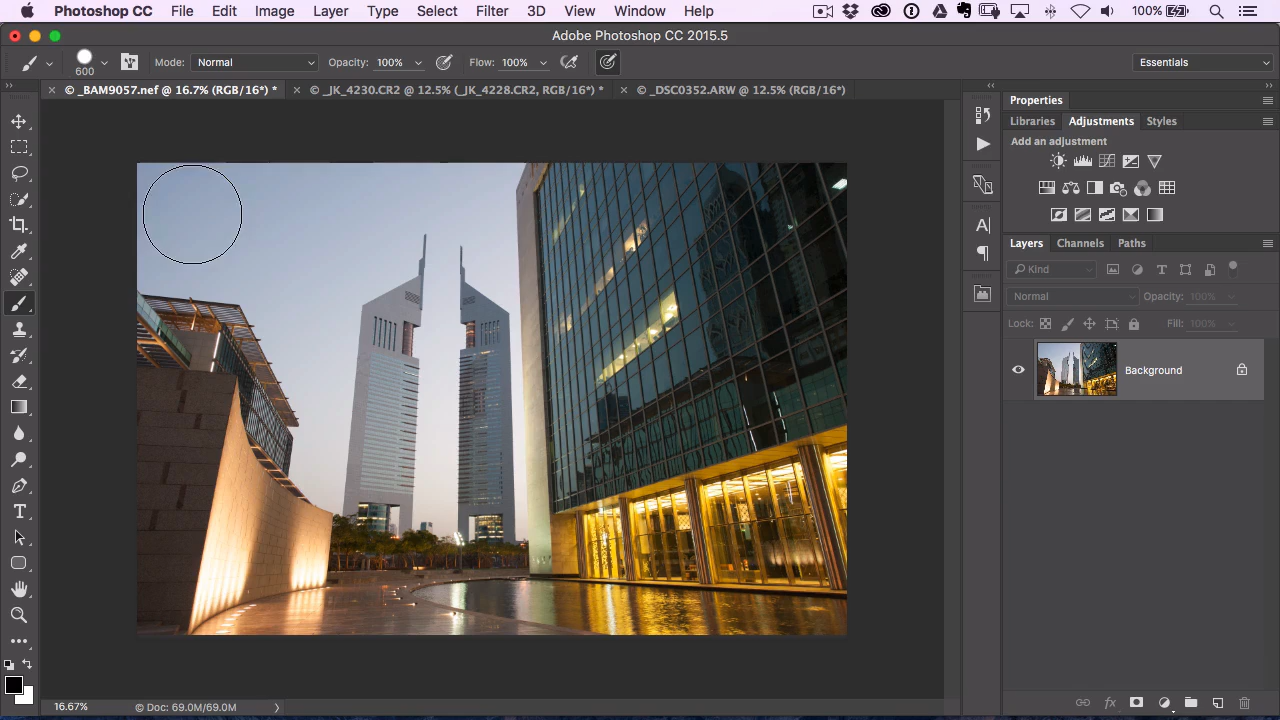 Photoshop CC File Edit Image Layer Type Select Filter 3D View Window Help 100%
Adobe Photoshop CC 2015.5
600 Mode: Normal Opacity: 100% Flow: 100% Essentials
× © _BAM9057.nef @ 16.7% (RGB/16*) * × © _JK_4230.CR2 @ 12.5% (_JK_4228.CR2, RGB/16*) * × © _DSC0352.ARW @ 12.5% (RGB/16*)
Properties
Libraries Adjustments Styles
Add an adjustment
Layers Channels Paths
Kind
Normal Opacity: 100%
Lock: Fill: 100%
Background
16.67% © Doc: 69.0M/69.0M